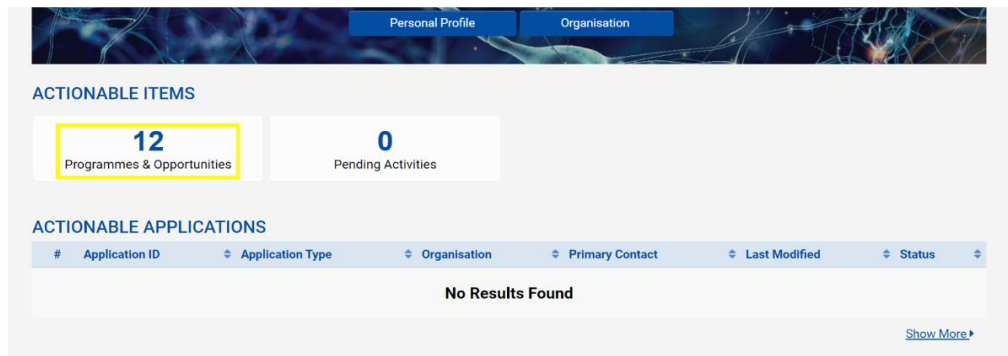 Personal Profile Organisation
ACTIONABLE ITEMS
12 0
Programmes & Opportunities Pending Activities
ACTIONABLE APPLICATIONS
# Application ID Application Type Organisation Primary Contact Last Modified Status
No Results Found
Show More